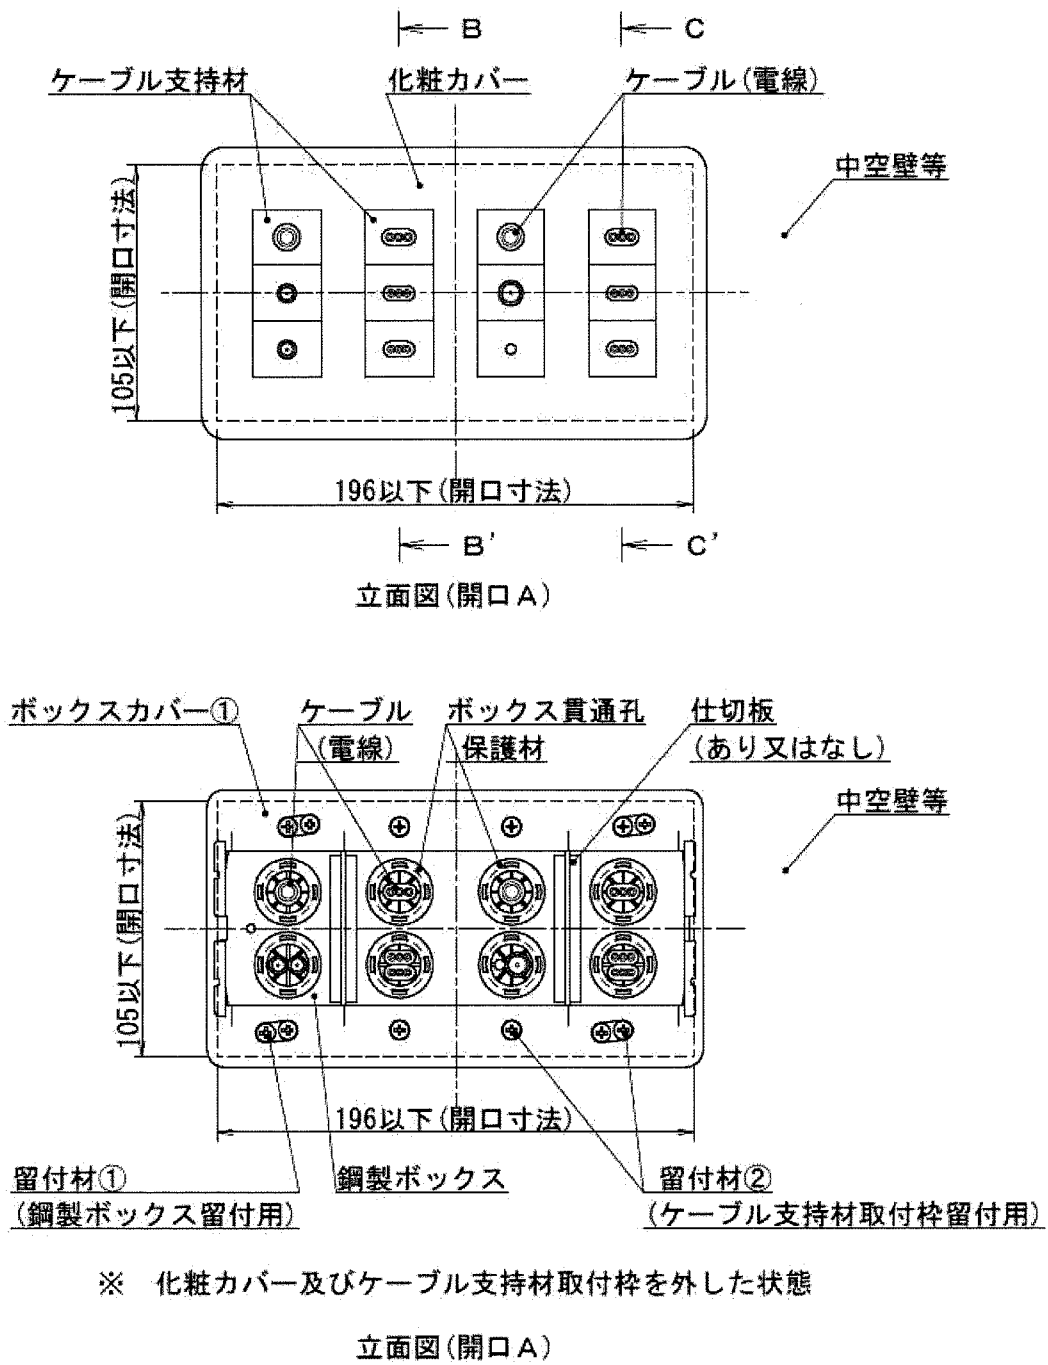 B
C
ケーブル支持材
化粧カバー
ケーブル(電線)
中空壁等
105以下(開口寸法)
196以下(開口寸法)
B'
C'
立面図(開口A)
ボックスカバー①
ケーブル
(電線)
ボックス貫通孔
保護材
仕切板
(あり又はなし)
中空壁等
105以下(開口寸法)
196以下(開口寸法)
留付材①
(鋼製ボックス留付用)
鋼製ボックス
留付材②
(ケーブル支持材取付枠留付用)
※ 化粧カバー及びケーブル支持材取付枠を外した状態
立面図(開口A)